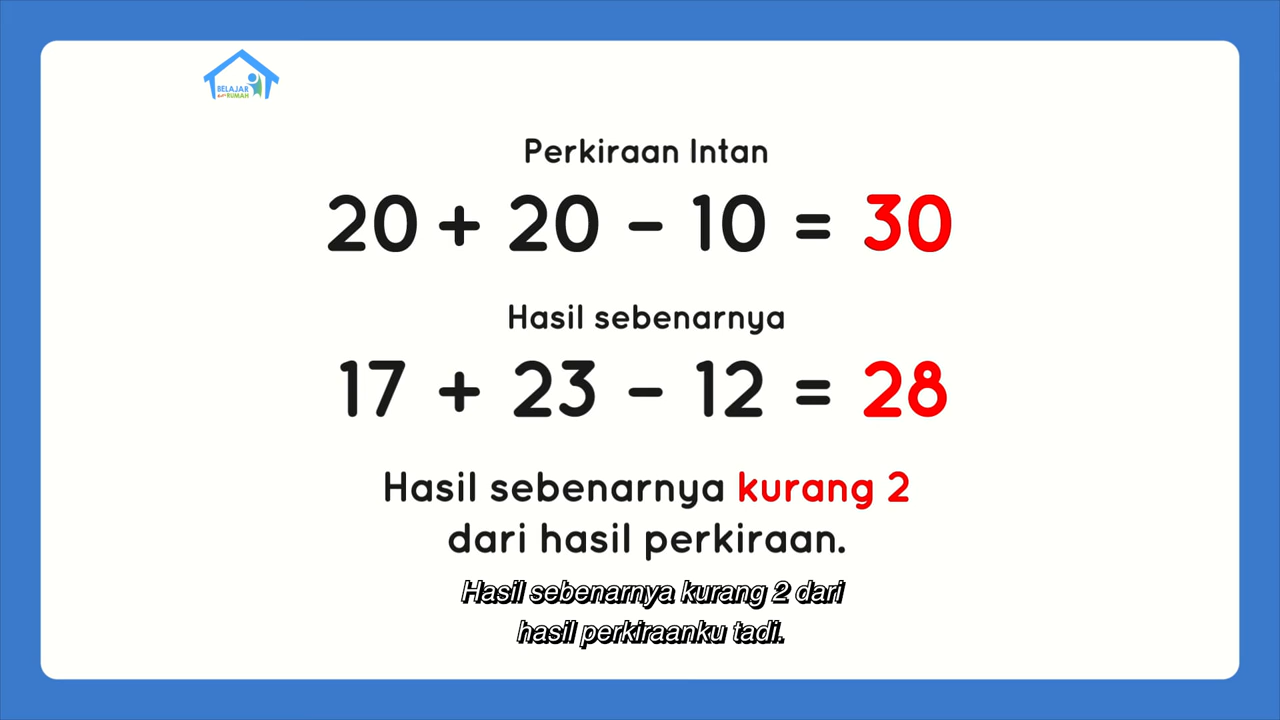 BELAJAR
dari RUMAH
Perkiraan Intan
20 + 20 - 10 = 30
Hasil sebenarnya
17 + 23 - 12 = 28
Hasil sebenarnya kurang 2
dari hasil perkiraan.
Hasil sebenarnya kurang 2 dari
hasil perkiraanku tadi.